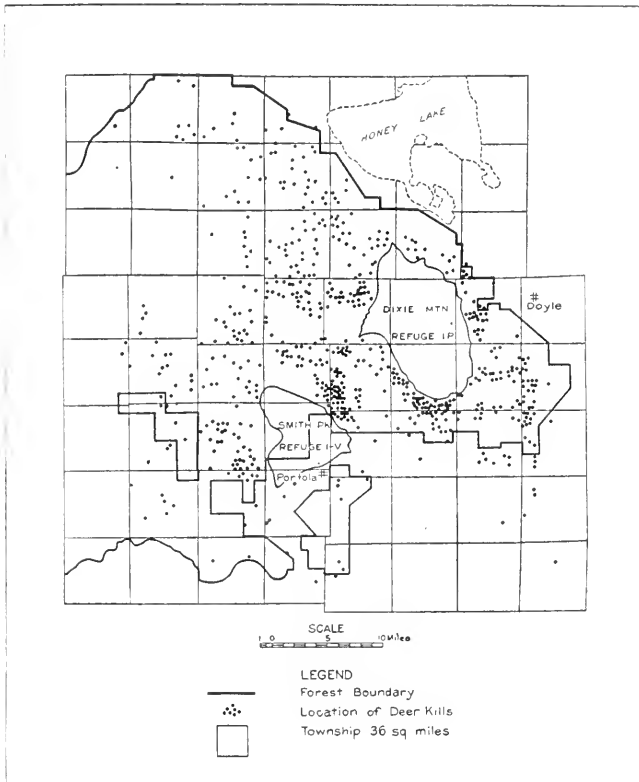 HONEY LAKE
DIXIE MTN
REFUGE 1P
#
Doyle
SMITH PK
REFUGE 1-V
Portola #
SCALE
1 0 5 10 Miles
LEGEND
Forest Boundary
Location of Deer Kills
Township 36 sq miles